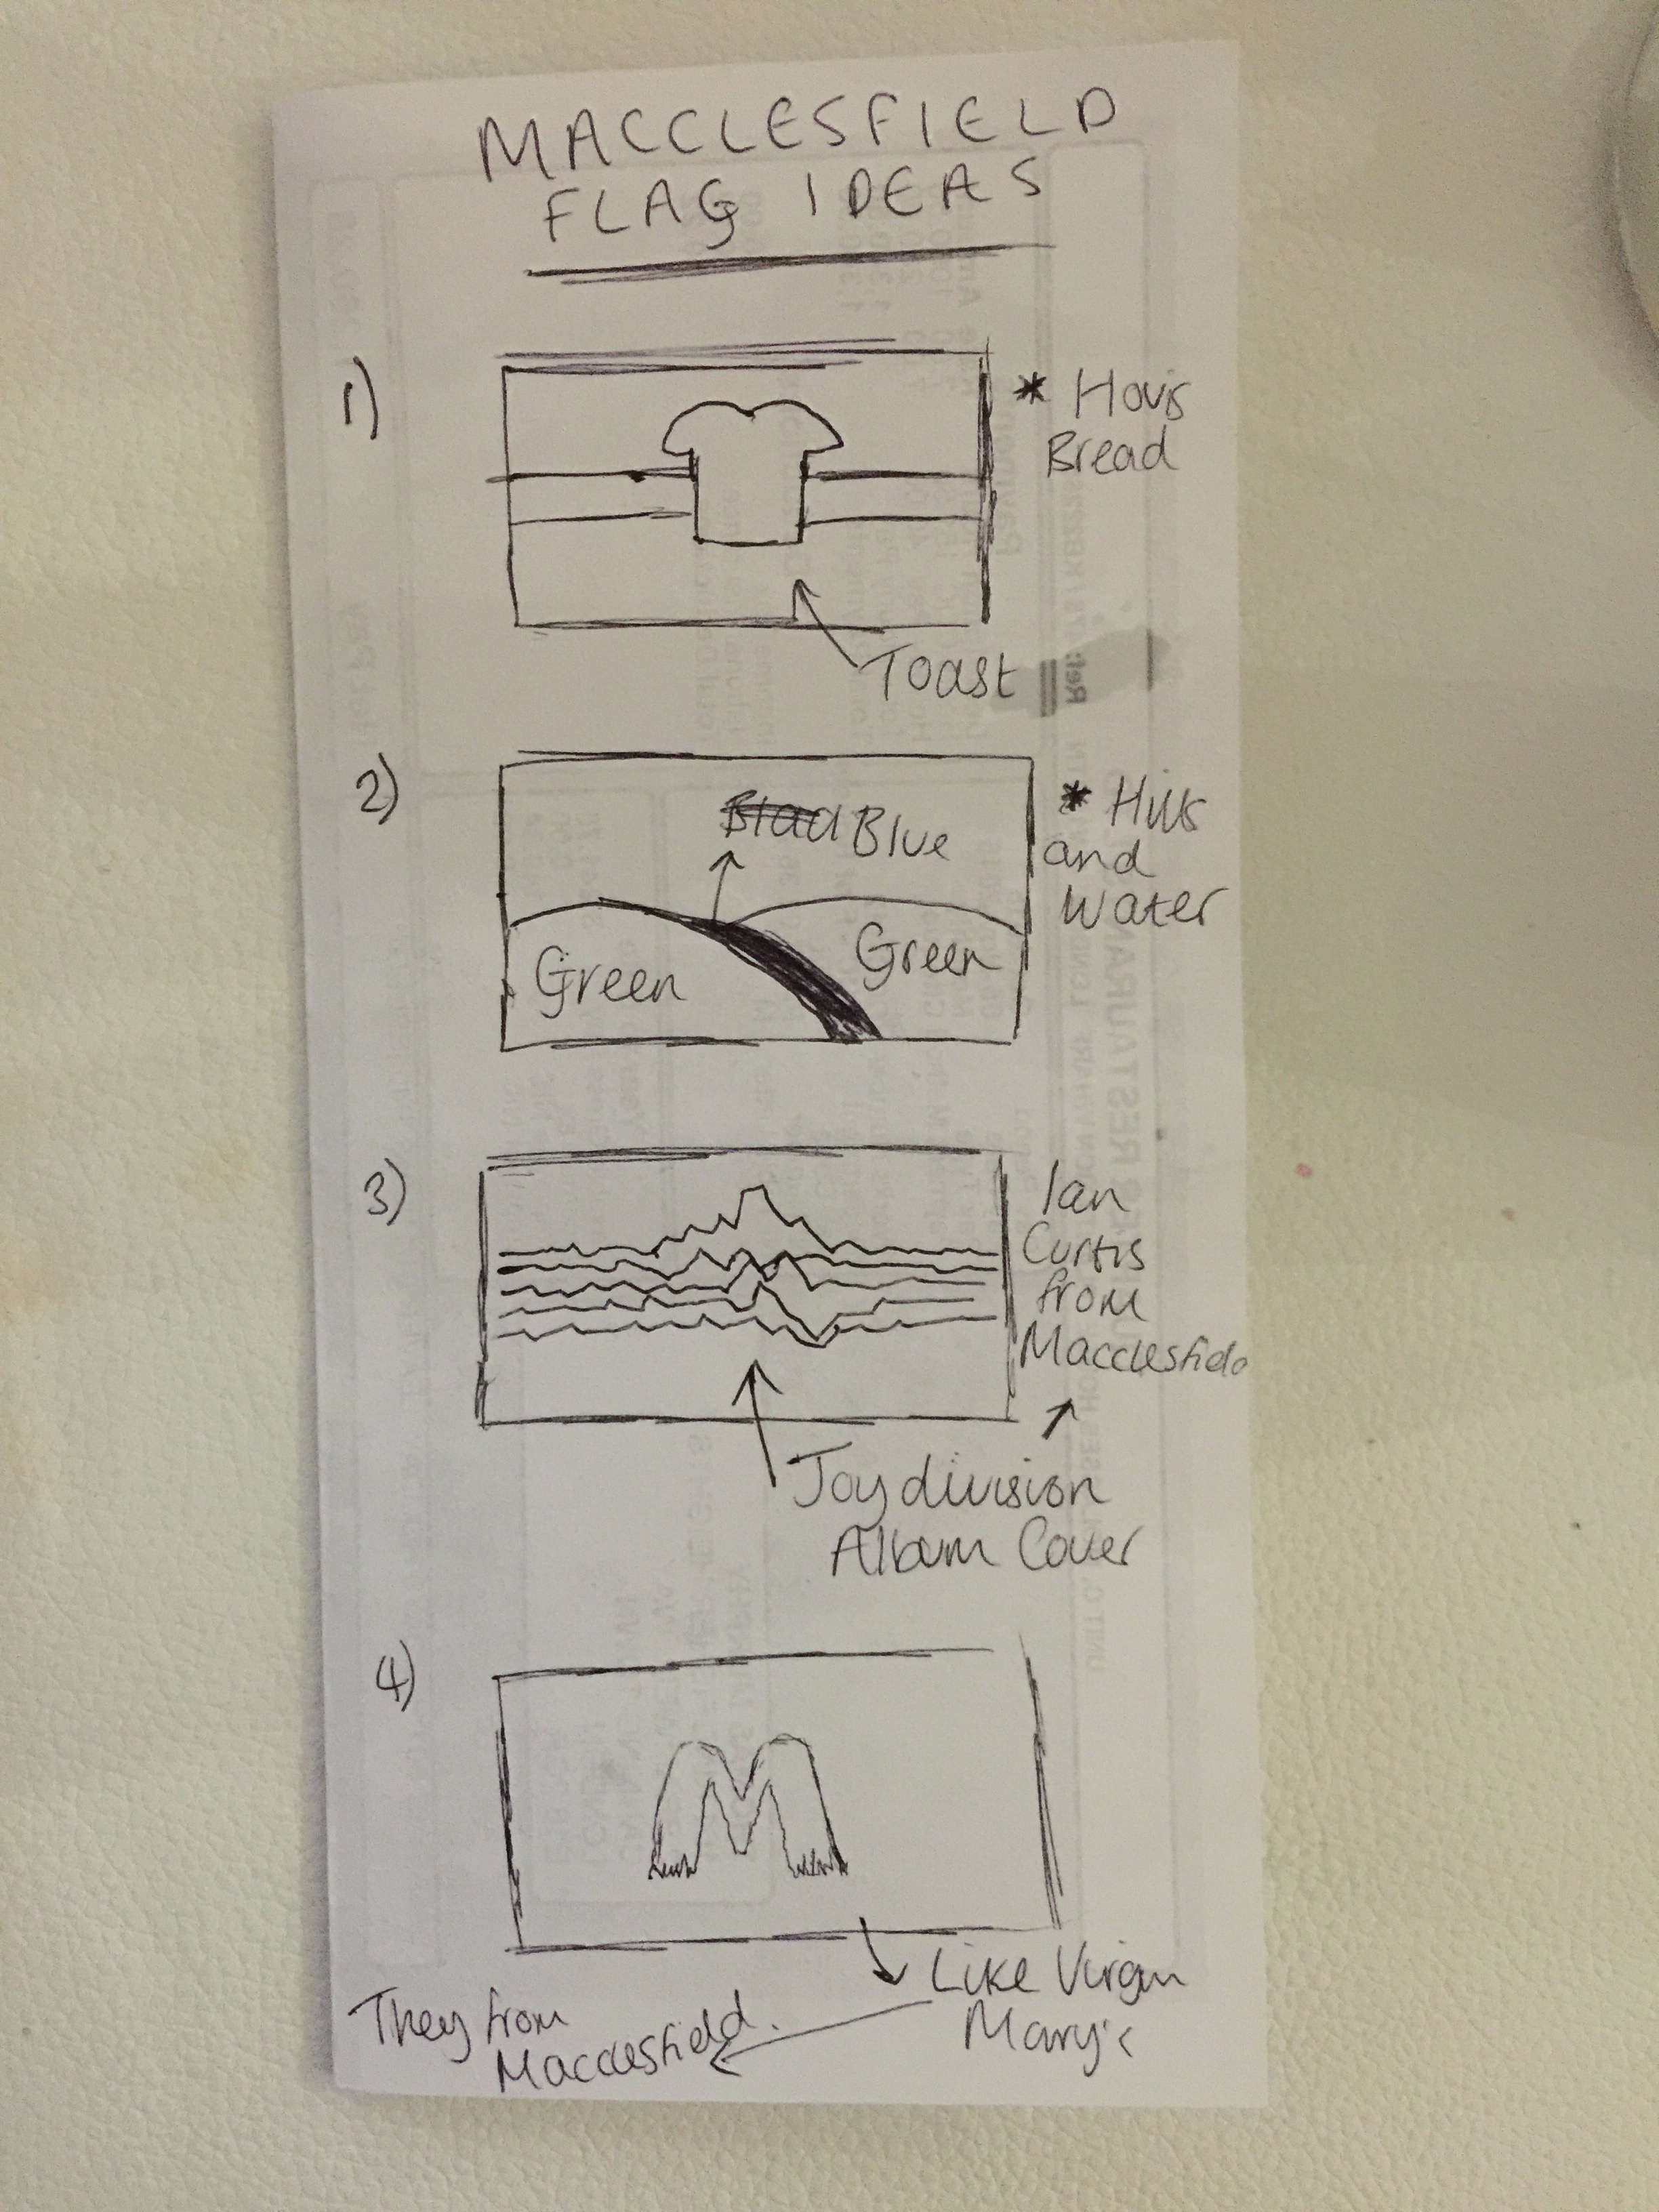 MACCLESFIELD
FLAG IDEAS
1)
* Hovis
Bread
Toast
2)
Blue
* Hills
and
Water
Green
Green
3)
Ian
Curtis
from
Macclesfield
Joy division
Album Cover
4)
M
Like Virgin
Mary's
They from
Macclesfield.